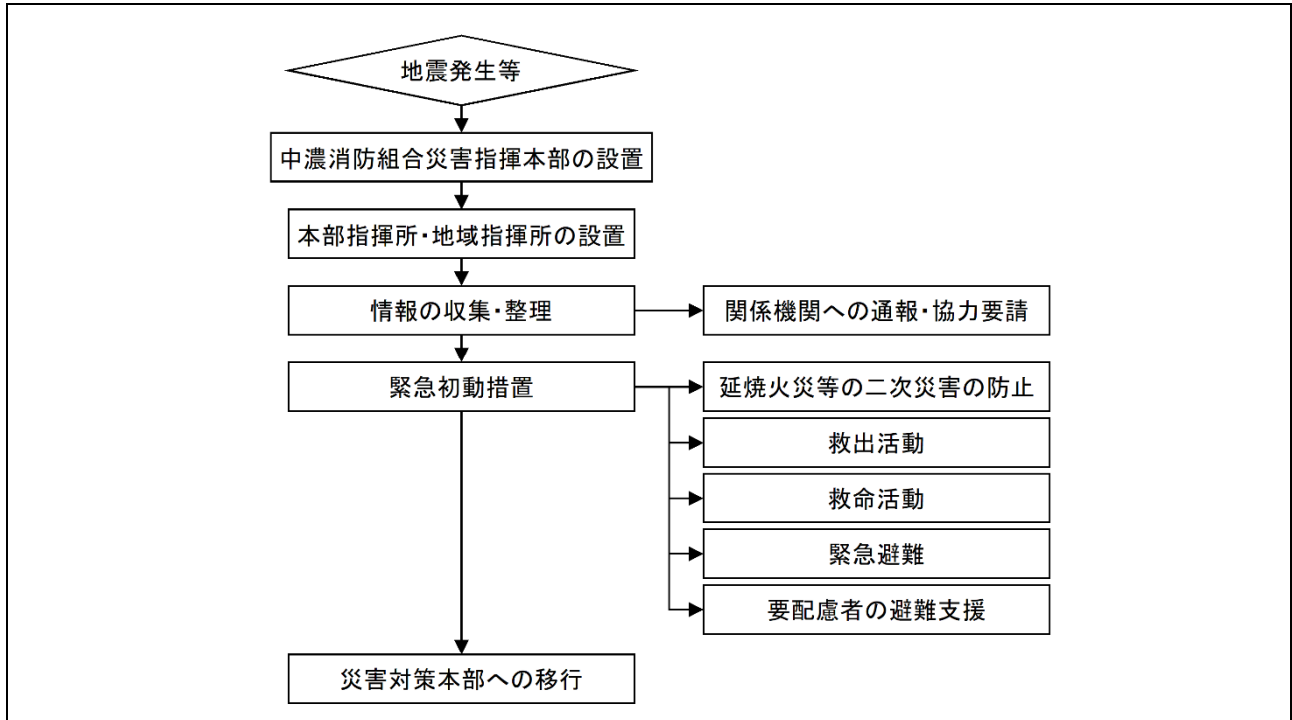 地震発生等
中濃消防組合災害指揮本部の設置
本部指揮所・地域指揮所の設置
情報の収集・整理
関係機関への通報・協力要請
緊急初動措置
延焼火災等の二次災害の防止
救出活動
救命活動
緊急避難
要配慮者の避難支援
災害対策本部への移行